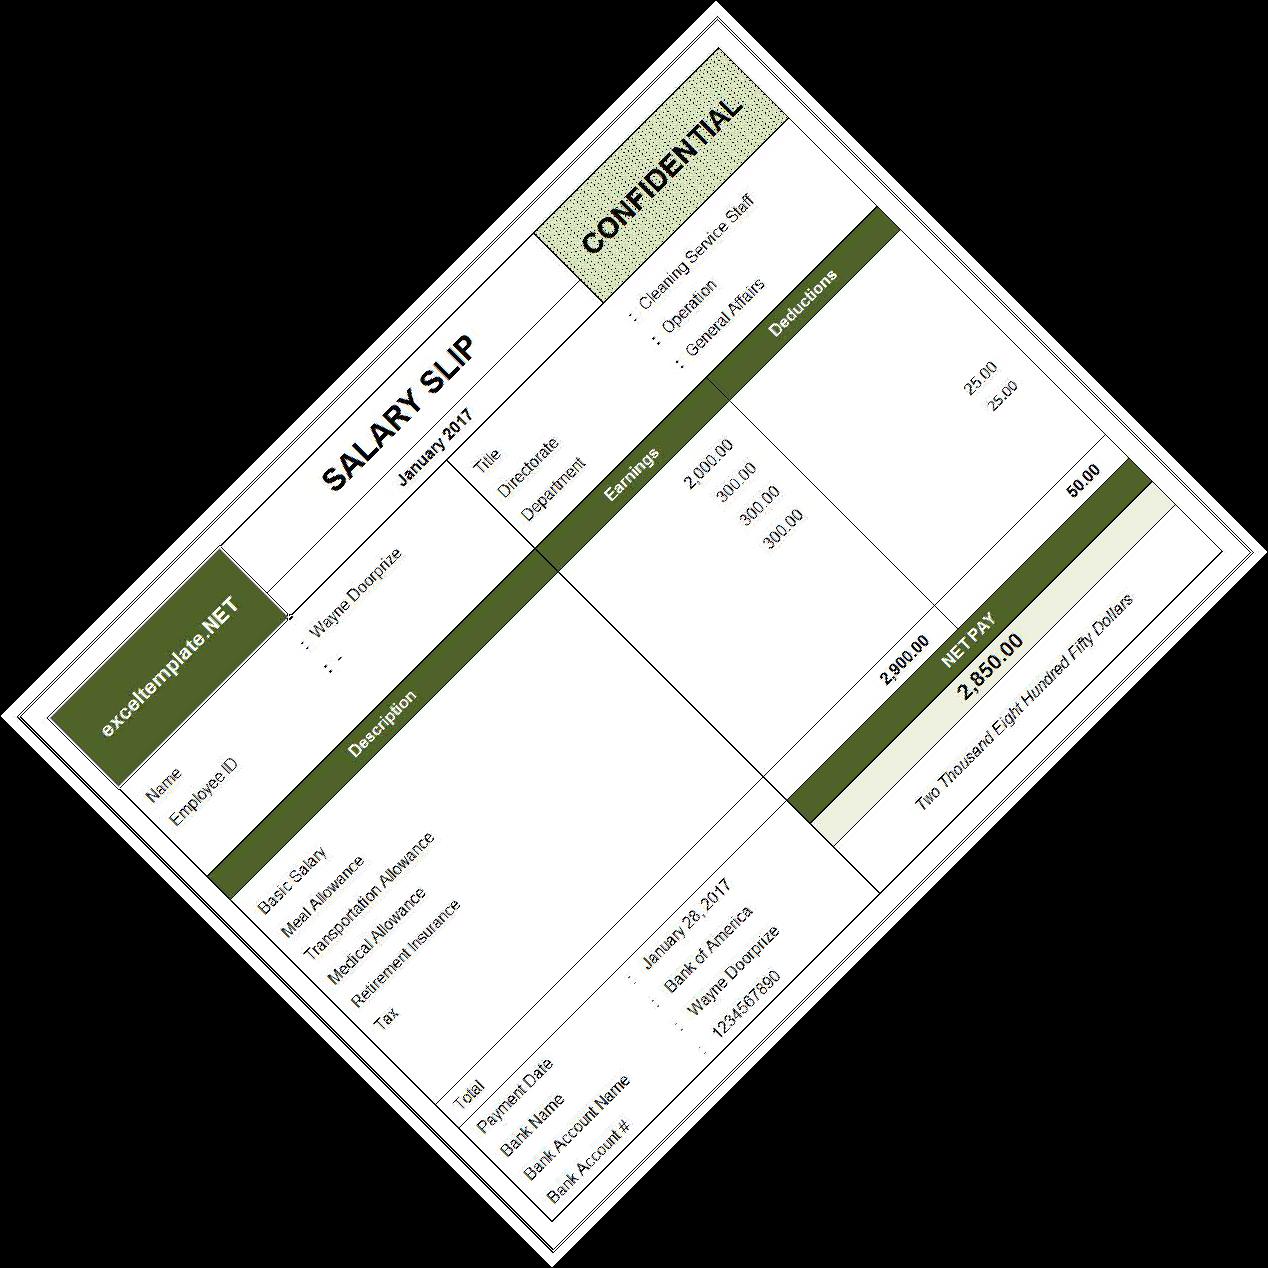 exceltemplate.NET SALARY SLIP CONFIDENTIAL
January 2017
Name : Wayne Doorprize Title : Cleaning Service Staff
Employee ID : - Directorate : Operation
Department : General Affairs
Description Earnings Deductions
Basic Salary 2,000.00
Meal Allowance 300.00
Transportation Allowance 300.00
Medical Allowance 300.00
Retirement Insurance 25.00
Tax 25.00
Total 2,900.00 50.00
Payment Date : January 28, 2017 NET PAY
Bank Name : Bank of America 2,850.00
Bank Account Name : Wayne Doorprize
Bank Account # : 1234567890 Two Thousand Eight Hundred Fifty Dollars